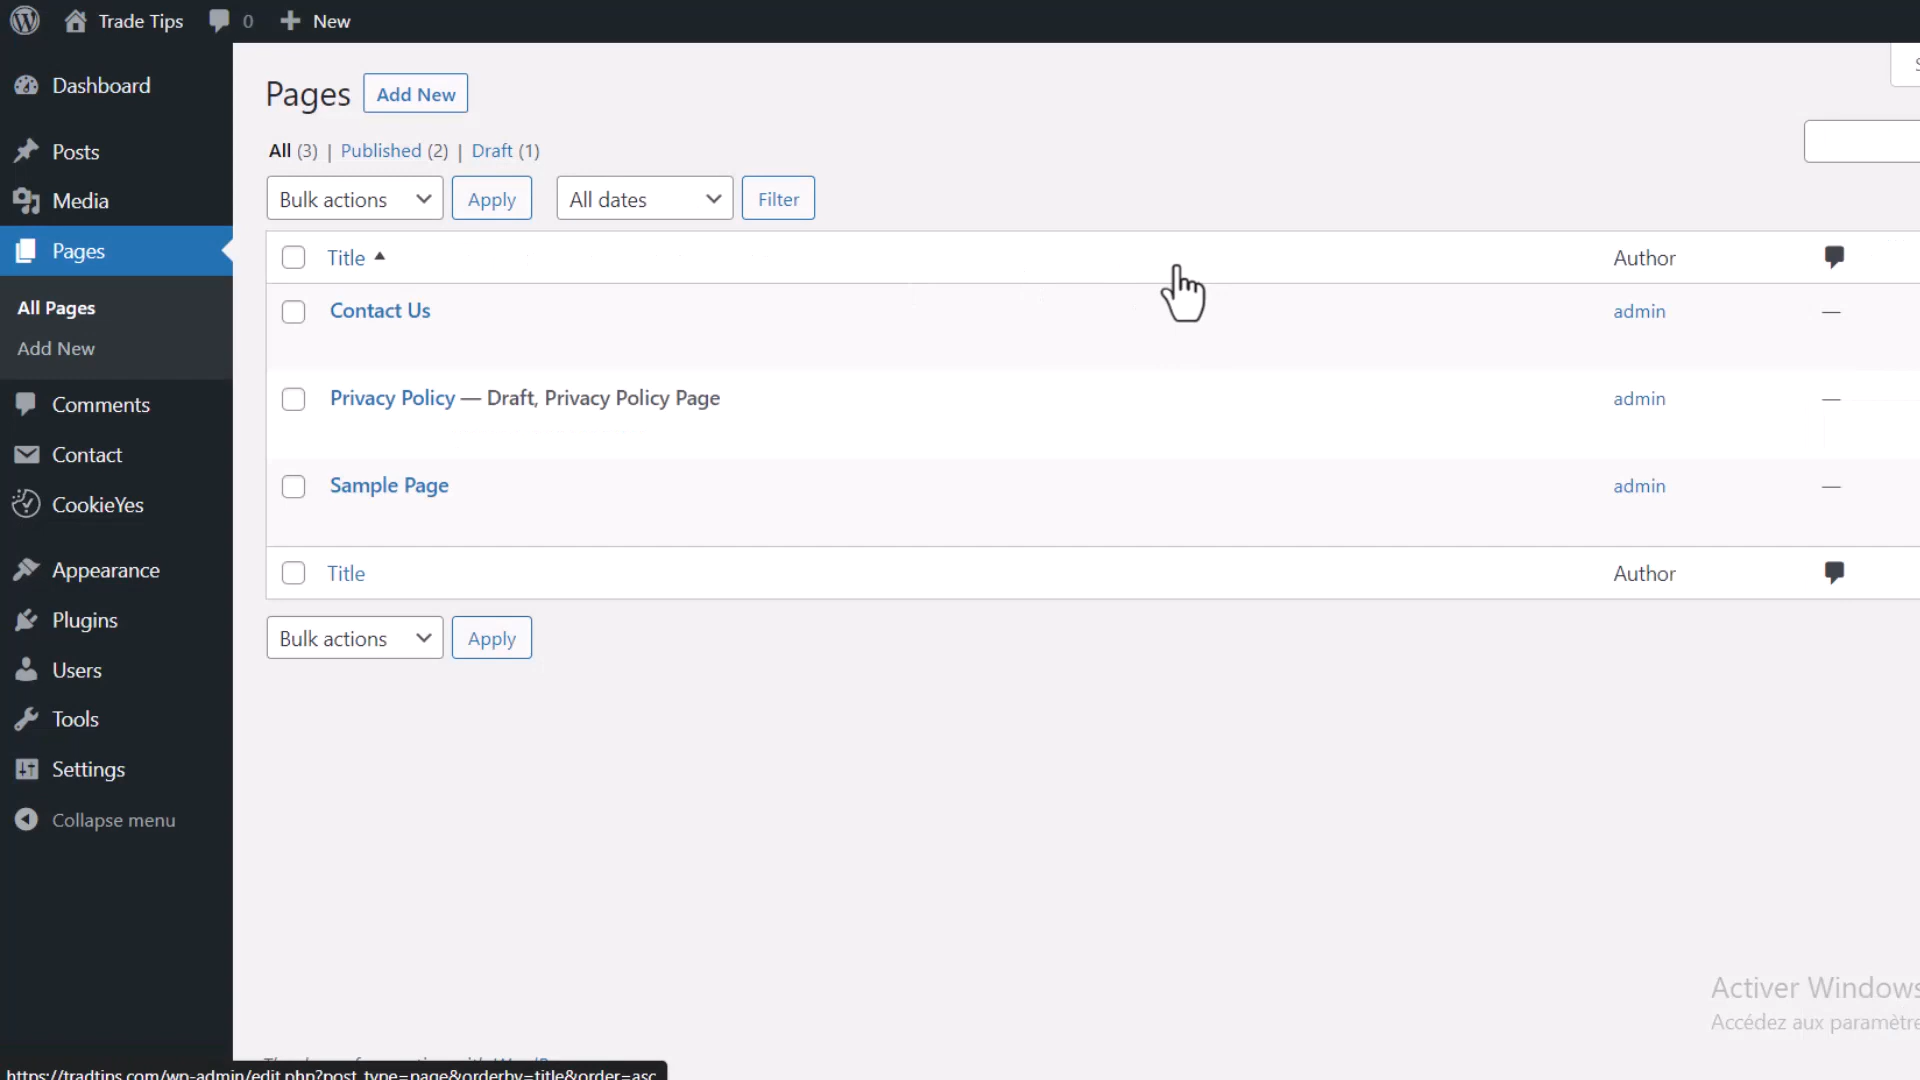 Trade Tips 0 New
Dashboard
Posts
Media
Pages
All Pages
Add New
Comments
Contact
CookieYes
Appearance
Plugins
Users
Tools
Settings
Collapse menu
Pages Add New
All (3) | Published (2) | Draft (1)
Bulk actions Apply All dates Filter
Title Author
Contact Us admin —
Privacy Policy — Draft, Privacy Policy Page admin —
Sample Page admin —
Title Author
Bulk actions Apply
Activer Windows
Accédez aux paramètre
https://tradtips.com/wp-admin/edit.php?post_type=page&orderby=title&order=asc